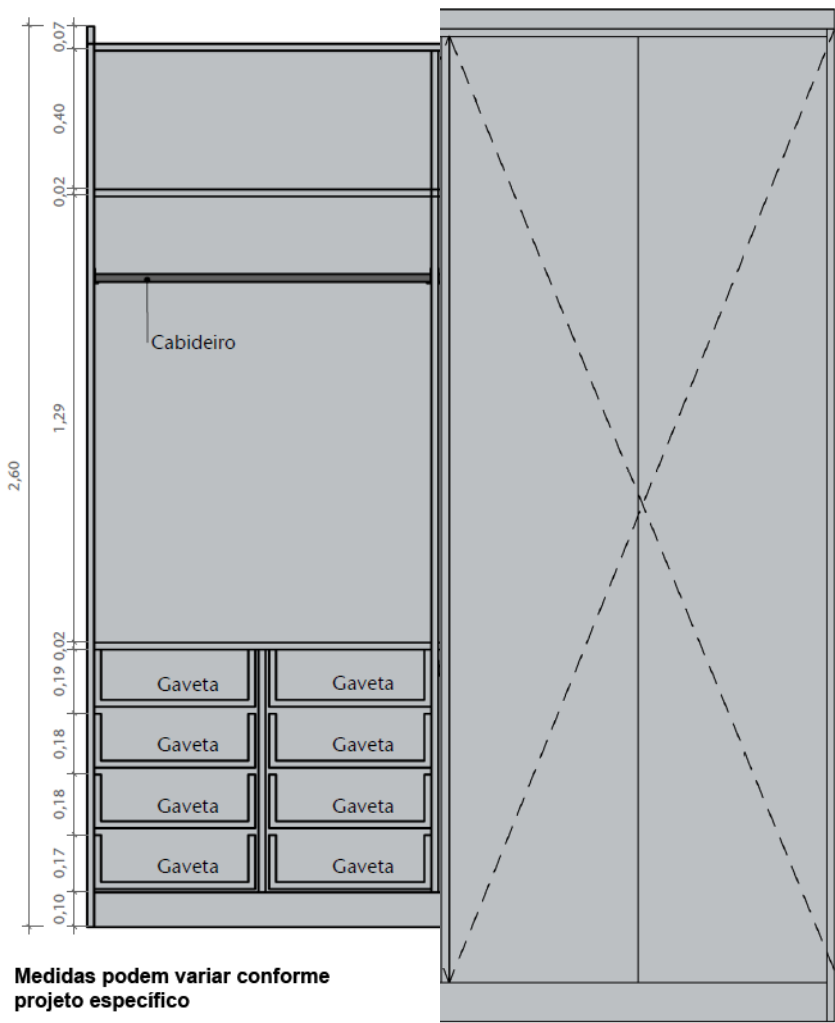 0,07
0,40
0,02
Cabideiro
1,29
2,60
0,02
0,19
Gaveta Gaveta
0,18
Gaveta Gaveta
0,18
Gaveta Gaveta
0,17
Gaveta Gaveta
0,10
Medidas podem variar conforme
projeto específico